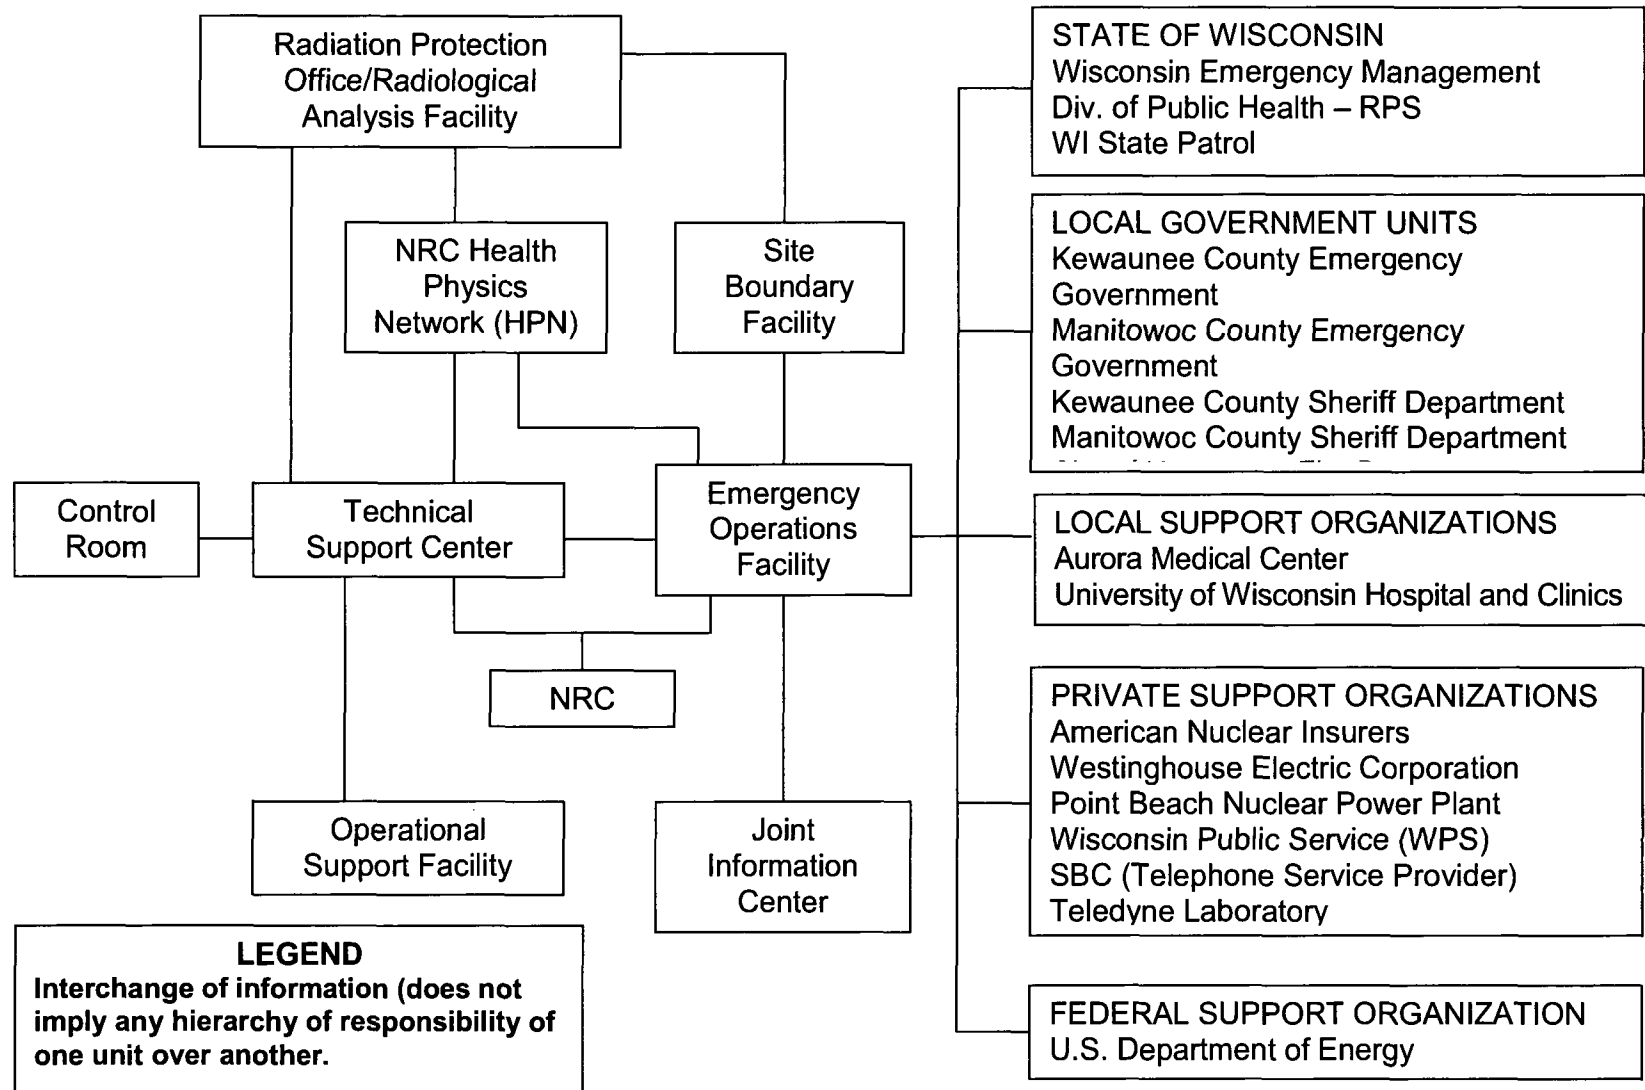 Radiation Protection
Office/Radiological
Analysis Facility
NRC Health
Physics
Network (HPN)
Site
Boundary
Facility
Control
Room
Technical
Support Center
Emergency
Operations
Facility
NRC
Operational
Support Facility
Joint
Information
Center
LEGEND
Interchange of information (does not
imply any hierarchy of responsibility of
one unit over another.
STATE OF WISCONSIN
Wisconsin Emergency Management
Div. of Public Health – RPS
WI State Patrol
LOCAL GOVERNMENT UNITS
Kewaunee County Emergency
Government
Manitowoc County Emergency
Government
Kewaunee County Sheriff Department
Manitowoc County Sheriff Department
LOCAL SUPPORT ORGANIZATIONS
Aurora Medical Center
University of Wisconsin Hospital and Clinics
PRIVATE SUPPORT ORGANIZATIONS
American Nuclear Insurers
Westinghouse Electric Corporation
Point Beach Nuclear Power Plant
Wisconsin Public Service (WPS)
SBC (Telephone Service Provider)
Teledyne Laboratory
FEDERAL SUPPORT ORGANIZATION
U.S. Department of Energy